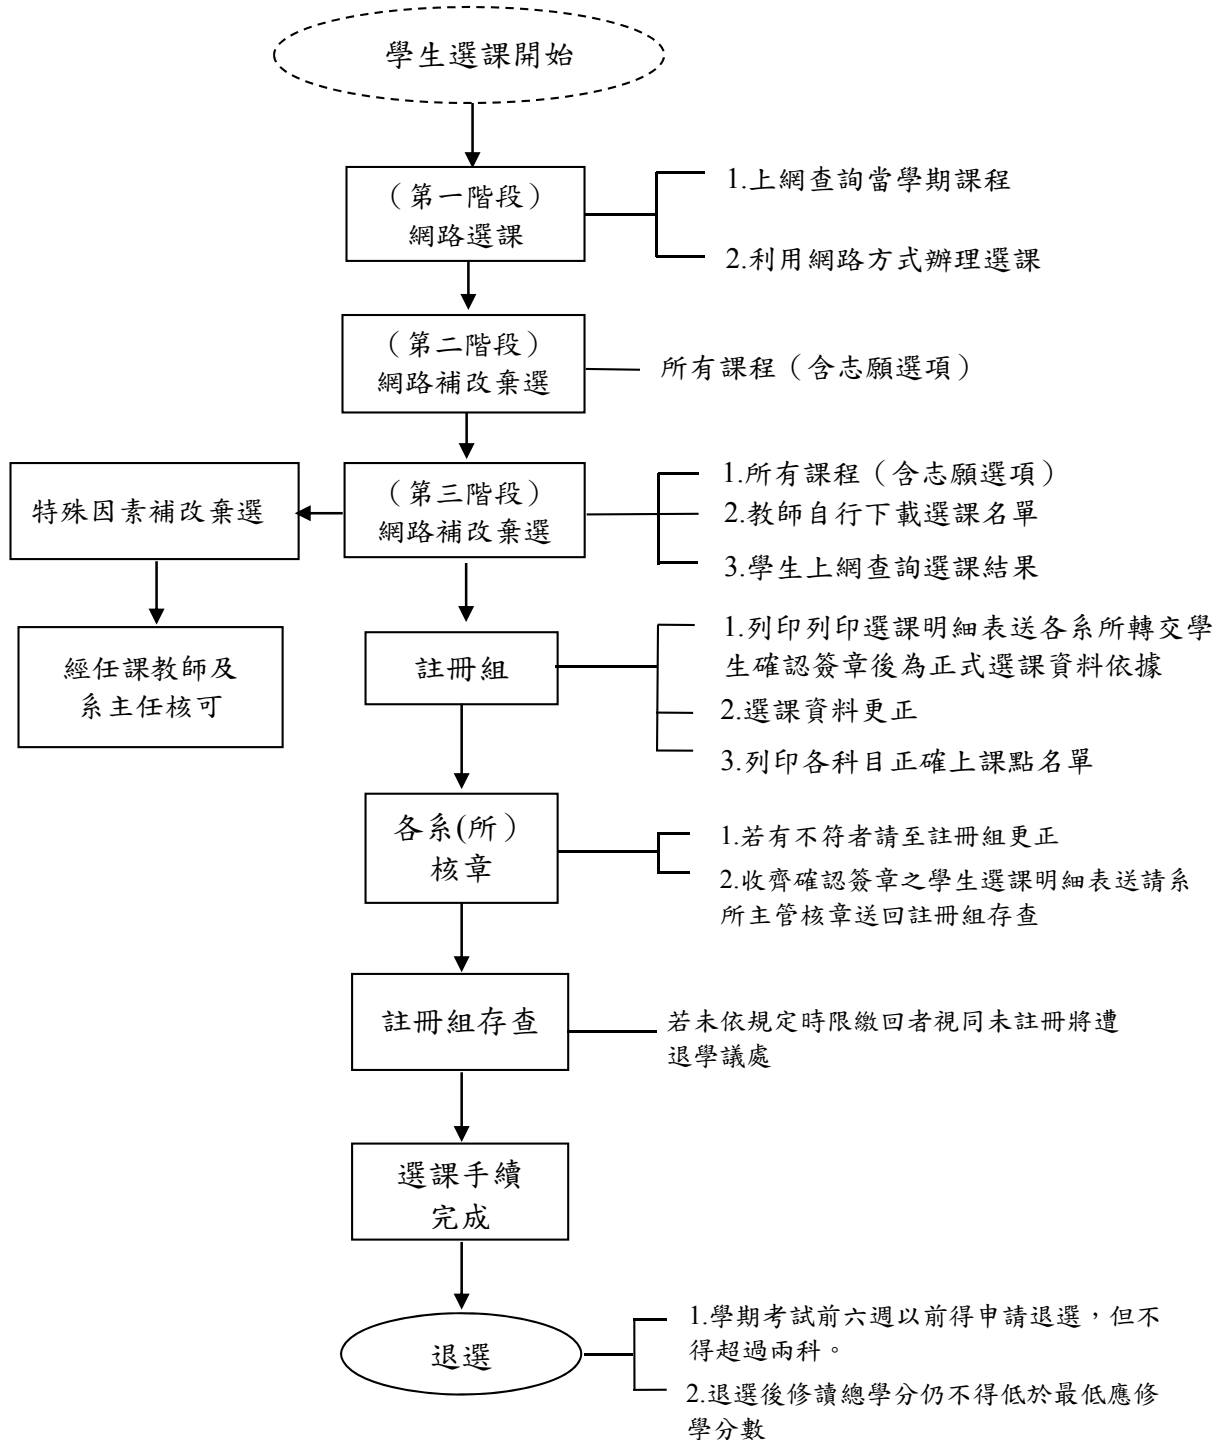 學生選課開始
（第一階段）
網路選課
1.上網查詢當學期課程
2.利用網路方式辦理選課
（第二階段）
網路補改棄選
所有課程（含志願選項）
特殊因素補改棄選
（第三階段）
網路補改棄選
1.所有課程（含志願選項）
2.教師自行下載選課名單
3.學生上網查詢選課結果
經任課教師及
系主任核可
註冊組
1.列印列印選課明細表送各系所轉交學
生確認簽章後為正式選課資料依據
2.選課資料更正
3.列印各科目正確上課點名單
各系(所）
核章
1.若有不符者請至註冊組更正
2.收齊確認簽章之學生選課明細表送請系
所主管核章送回註冊組存查
註冊組存查
若未依規定時限繳回者視同未註冊將遭
退學議處
選課手續
完成
退選
1.學期考試前六週以前得申請退選，但不
得超過兩科。
2.退選後修讀總學分仍不得低於最低應修
學分數